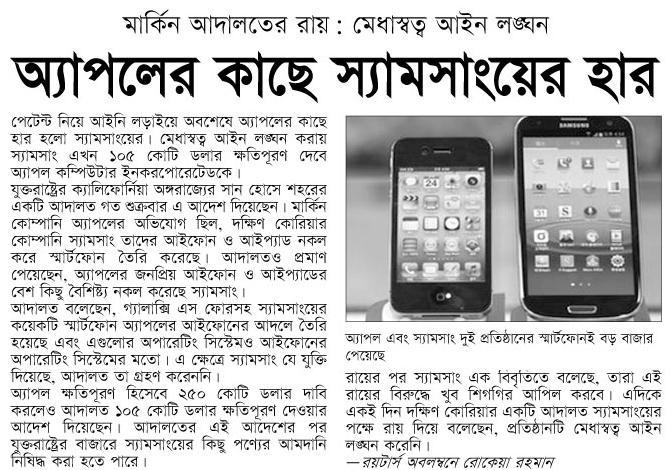 মার্কিন আদালতের রায় : মেধাস্বত্ব আইন লঙ্ঘন
অ্যাপলের কাছে স্যামসাংয়ের হার
পেটেন্ট নিয়ে আইনি লড়াইয়ে অবশেষে অ্যাপলের কাছে
হার হলো স্যামসাংয়ের। মেধাস্বত্ব আইন লঙ্ঘন করায়
স্যামসাং এখন ১০৫ কোটি ডলার ক্ষতিপূরণ দেবে
অ্যাপল কম্পিউটার ইনকরপোরেটেডকে।
যুক্তরাষ্ট্রের ক্যালিফোর্নিয়া অঙ্গরাজ্যের সান হোসে শহরের
একটি আদালত গত শুক্রবার এ আদেশ দিয়েছেন। মার্কিন
কোম্পানি অ্যাপলের অভিযোগ ছিল, দক্ষিণ কোরিয়ার
কোম্পানি স্যামসাং তাদের আইফোন ও আইপ্যাড নকল
করে স্মার্টফোন তৈরি করেছে। আদালতও প্রমাণ
পেয়েছেন, অ্যাপলের জনপ্রিয় আইফোন ও আইপ্যাডের
বেশ কিছু বৈশিষ্ট্য নকল করেছে স্যামসাং।
আদালত বলেছেন, গ্যালাক্সি এস ফোরসহ স্যামসাংয়ের
কয়েকটি স্মার্টফোন অ্যাপলের আইফোনের আদলে তৈরি
হয়েছে এবং এগুলোর অপারেটিং সিস্টেমও আইফোনের
অপারেটিং সিস্টেমের মতো। এ ক্ষেত্রে স্যামসাং যে যুক্তি
দিয়েছে, আদালত তা গ্রহণ করেননি।
অ্যাপল ক্ষতিপূরণ হিসেবে ২৫০ কোটি ডলার দাবি
করলেও আদালত ১০৫ কোটি ডলার ক্ষতিপূরণ দেওয়ার
আদেশ দিয়েছেন। আদালতের এই আদেশের পর
যুক্তরাষ্ট্রের বাজারে স্যামসাংয়ের কিছু পণ্যের আমদানি
নিষিদ্ধ করা হতে পারে।
SAMSUNG
অ্যাপল এবং স্যামসাং দুই প্রতিষ্ঠানের স্মার্টফোনই বড় বাজার
পেয়েছে
রায়ের পর স্যামসাং এক বিবৃতিতে বলেছে, তারা এই
রায়ের বিরুদ্ধে খুব শিগগির আপিল করবে। এদিকে
একই দিন দক্ষিণ কোরিয়ার একটি আদালত স্যামসাংয়ের
পক্ষে রায় দিয়ে বলেছেন, প্রতিষ্ঠানটি মেধাস্বত্ব আইন
লঙ্ঘন করেনি।
—রয়টার্স অবলম্বনে রোকেয়া রহমান